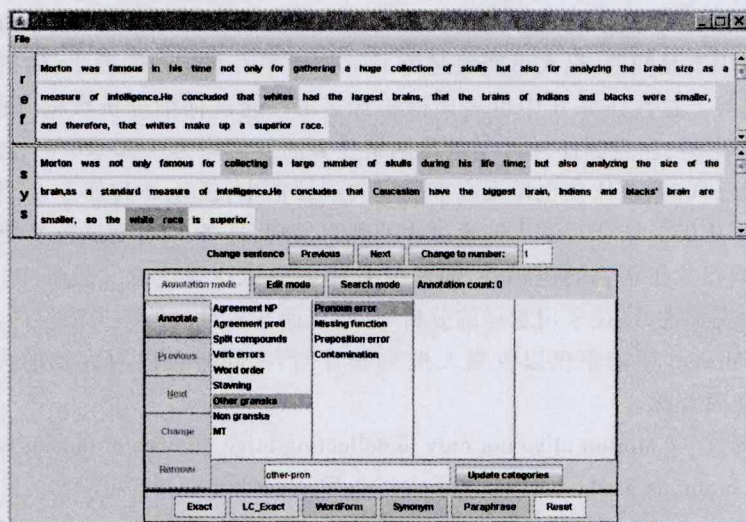 File
ref
Morton was famous in his time not only for gathering a huge collection of skulls but also for analyzing the brain size as a
measure of intelligence.He concluded that whites had the largest brains, that the brains of Indians and blacks were smaller,
and therefore, that whites make up a superior race.
sys
Morton was not only famous for collecting a large number of skulls during his life time; but also analyzing the size of the
brain,as a standard measure of intelligence.He concludes that Caucasian have the biggest brain, Indians and blacks' brain are
smaller, so the white race is superior.
Change sentence Previous Next Change to number: 1
Annotation mode Edit mode Search mode Annotation count: 0
Annotate
Previous
Next
Change
Remove
Agreement NP
Agreement pred
Split compounds
Verb errors
Word order
Stavning
Other granska
Non granska
MT
Pronoun error
Missing function
Preposition error
Contamination
other-pron Update categories
Exact LC_Exact WordForm Synonym Paraphrase Reset